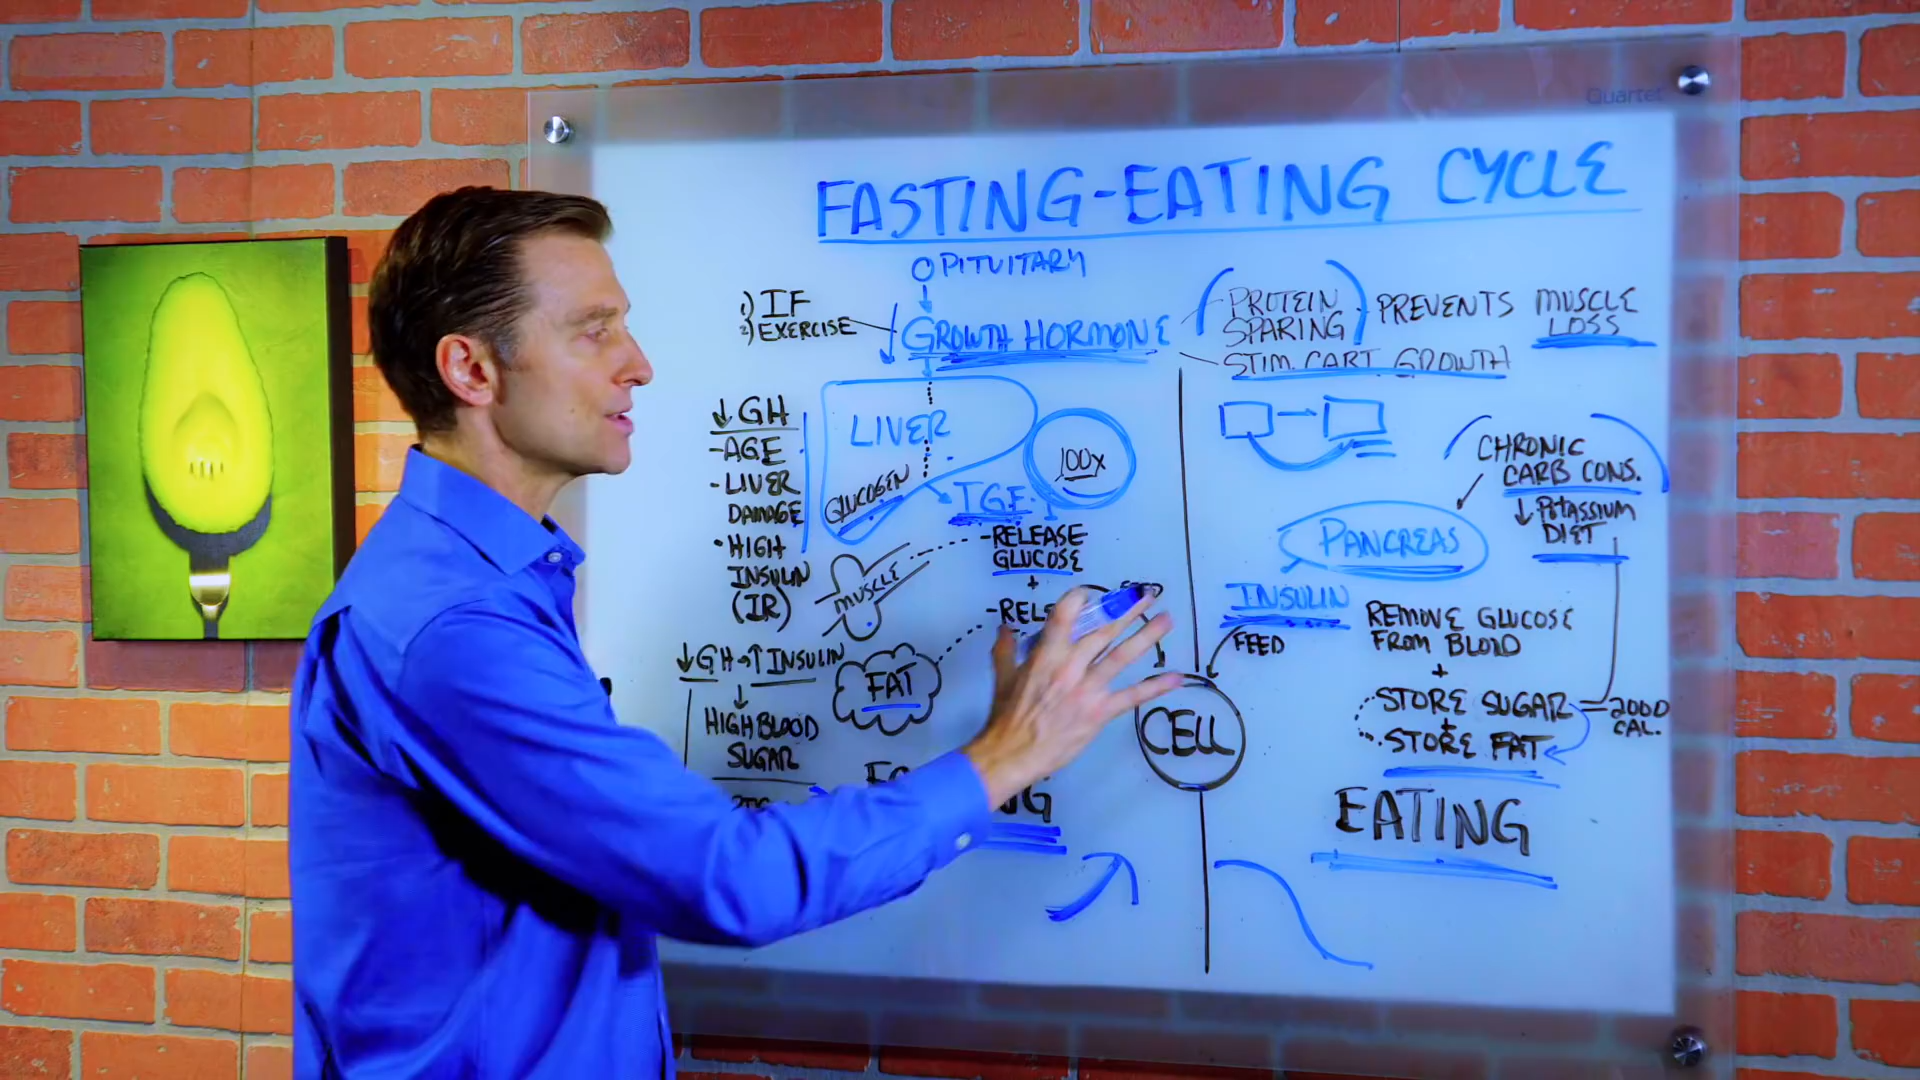 Quartet
FASTING-EATING CYCLE
PITUITARY
1) IF
2) EXERCISE
GROWTH HORMONE
PROTEIN
SPARING
PREVENTS MUSCLE
LOSS
STIM. CART. GROWTH
↓GH
-AGE
-LIVER
DAMAGE
•HIGH
INSULIN
(IR)
LIVER
GLUCOGEN
100x
IGF
-RELEASE
GLUCOSE
+
-REL
MUSCLE
FAT
↓GH→↑INSULIN
↓
HIGH BLOOD
SUGAR
NG
CELL
CHRONIC
CARB CONS.
↓POTASSIUM
DIET
PANCREAS
INSULIN
FEED
REMOVE GLUCOSE
FROM BLOOD
+
STORE SUGAR = 2000
CAL.
&
STORE FAT
EATING